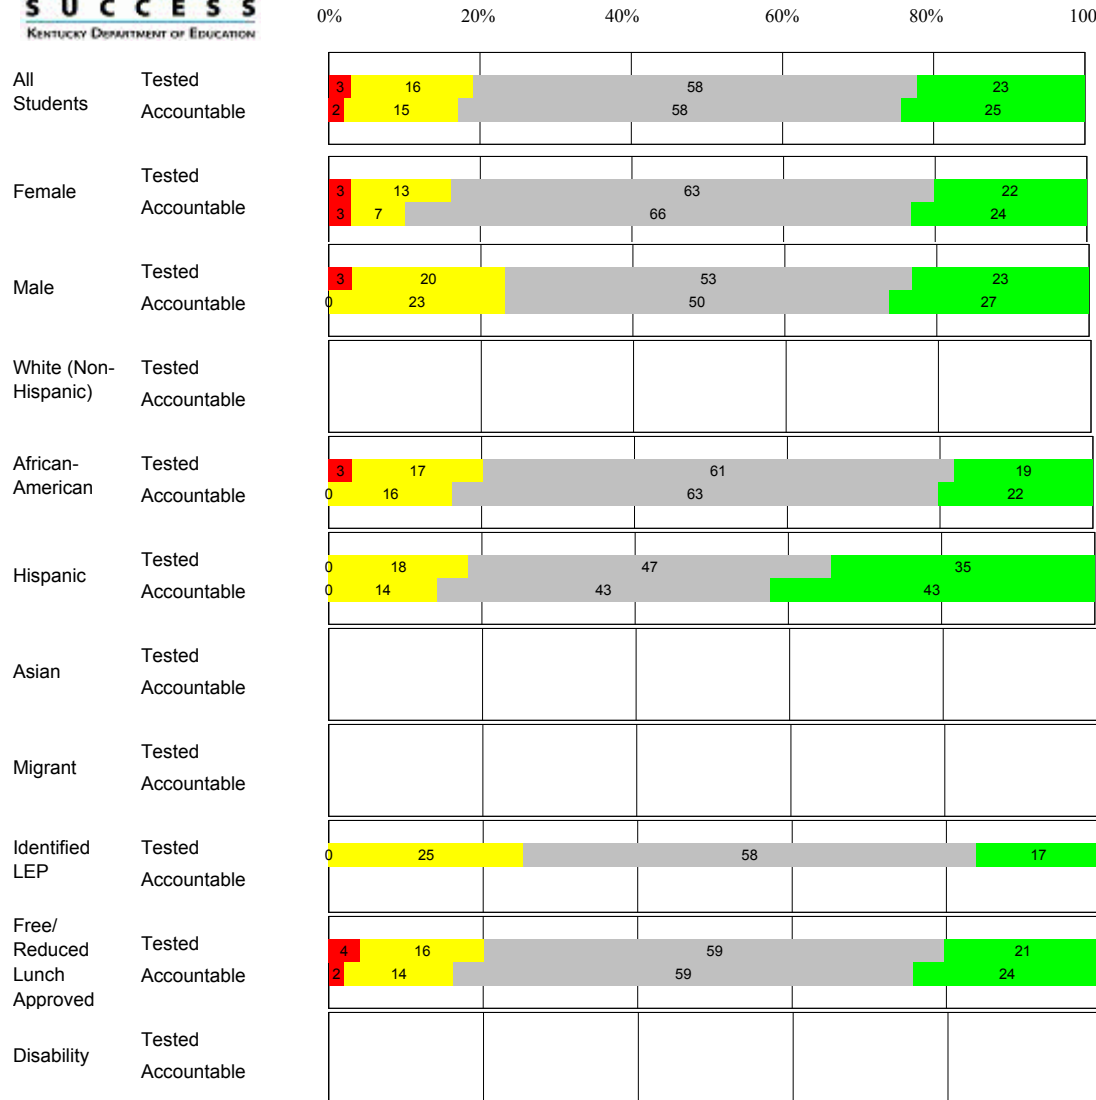 SUCCESS
KENTUCKY DEPARTMENT OF EDUCATION
0% 20% 40% 60% 80% 100
All Students
Tested 3 16 58 23
Accountable 2 15 58 25
Female
Tested 3 13 63 22
Accountable 3 7 66 24
Male
Tested 3 20 53 23
Accountable 0 23 50 27
White (Non-
Hispanic)
Tested
Accountable
African-
American
Tested 3 17 61 19
Accountable 0 16 63 22
Hispanic
Tested 0 18 47 35
Accountable 0 14 43 43
Asian
Tested
Accountable
Migrant
Tested
Accountable
Identified
LEP
Tested 0 25 58 17
Accountable
Free/
Reduced
Lunch
Approved
Tested 4 16 59 21
Accountable 2 14 59 24
Disability
Tested
Accountable